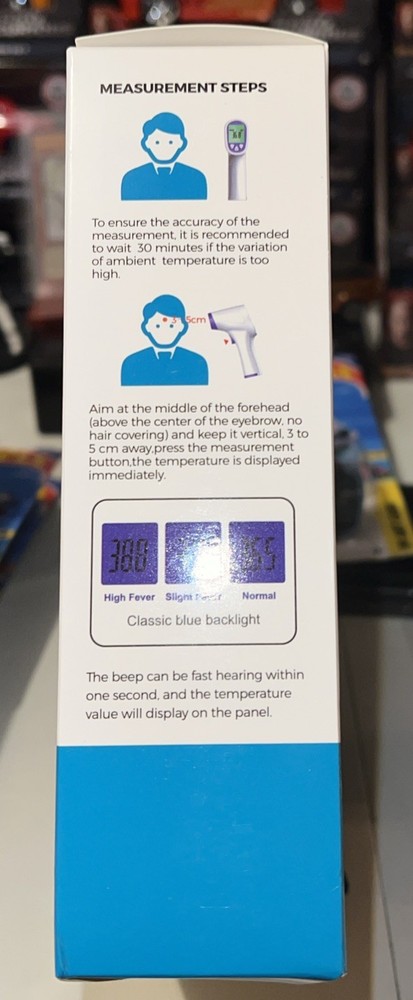 MEASUREMENT STEPS
To ensure the accuracy of the
measurement, it is recommended
to wait 30 minutes if the variation
of ambient temperature is too
high.
5cm
Aim at the middle of the forehead
(above the center of the eyebrow, no
hair covering) and keep it vertical, 3 to
5 cm away,press the measurement
button,the temperature is displayed
immediately.
High Fever Slight Normal
Classic blue backlight
The beep can be fast hearing within
one second, and the temperature
value will display on the panel.